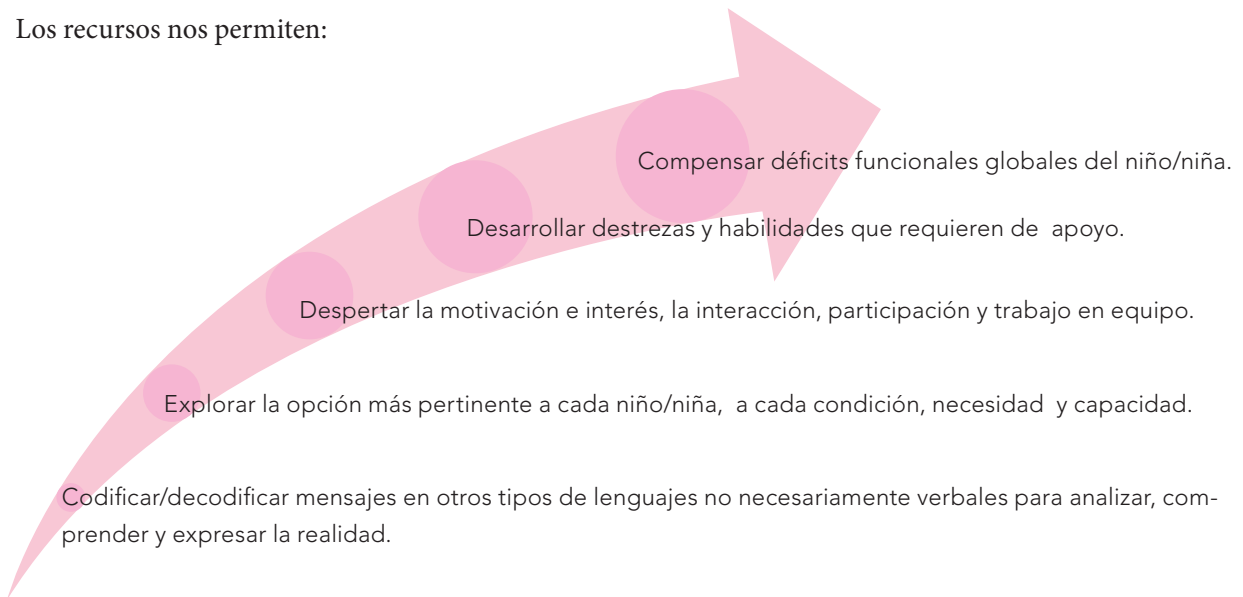 Los recursos nos permiten:
Compensar déficits funcionales globales del niño/niña.
Desarrollar destrezas y habilidades que requieren de  apoyo.
Despertar la motivación e interés, la interacción, participación y trabajo en equipo.
Explorar la opción más pertinente a cada niño/niña,  a cada condición, necesidad  y capacidad.
Codificar/decodificar mensajes en otros tipos de lenguajes no necesariamente verbales para analizar, com-
prender y expresar la realidad.